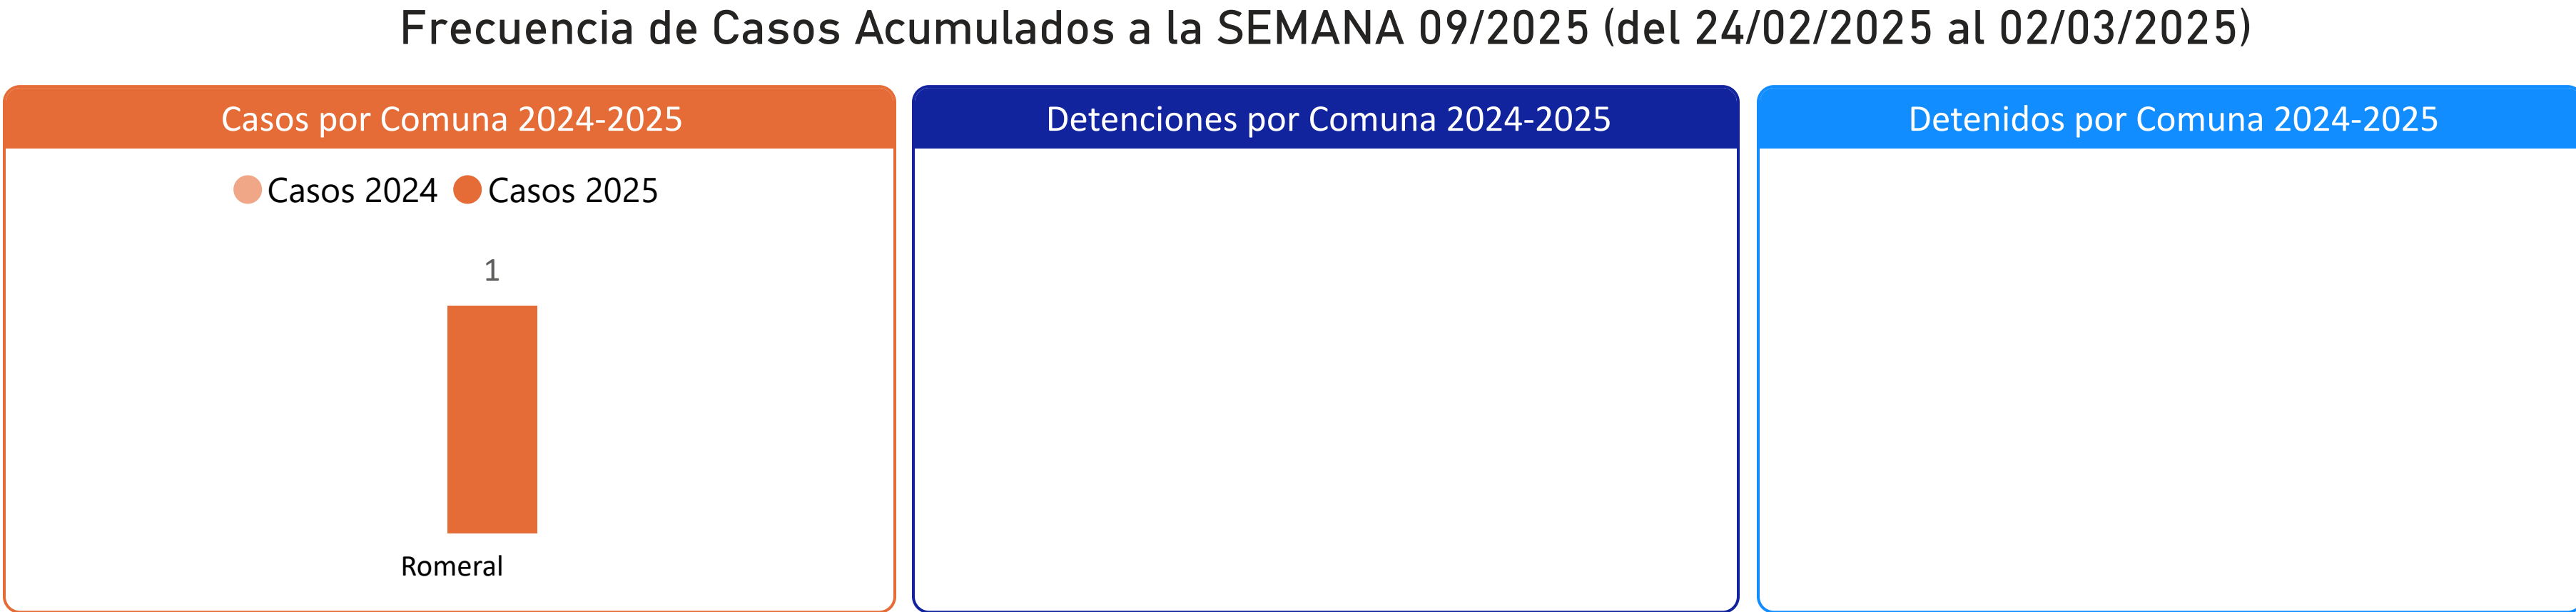 Frecuencia de Casos Acumulados a la SEMANA 09/2025 (del 24/02/2025 al 02/03/2025)
Casos por Comuna 2024-2025
Casos 2024 Casos 2025
1
Romeral
Detenciones por Comuna 2024-2025
Detenidos por Comuna 2024-2025